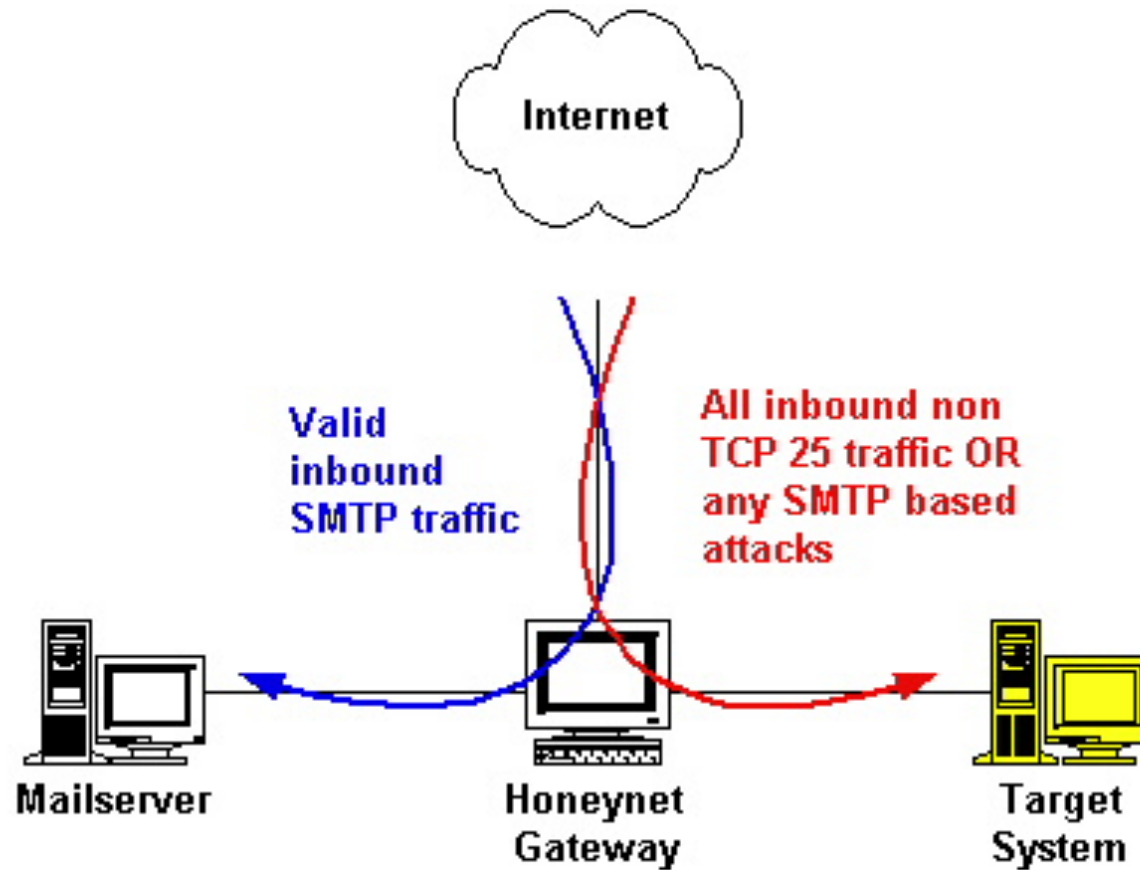 Internet
Valid
inbound
SMTP traffic
All inbound non
TCP 25 traffic OR
any SMTP based
attacks
Mailserver
Honeynet
Gateway
Target
System